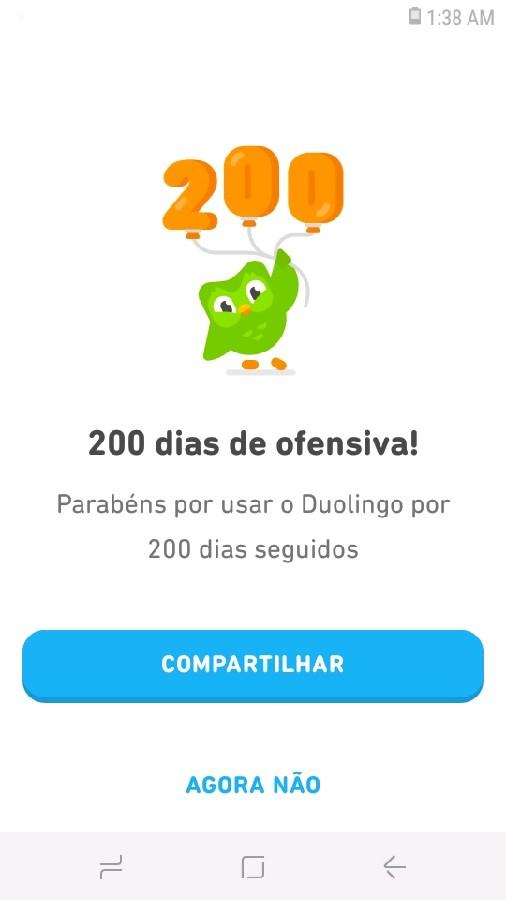 1:38 AM
200
200 dias de ofensiva!
Parabéns por usar o Duolingo por
200 dias seguidos
COMPARTILHAR
AGORA NÃO